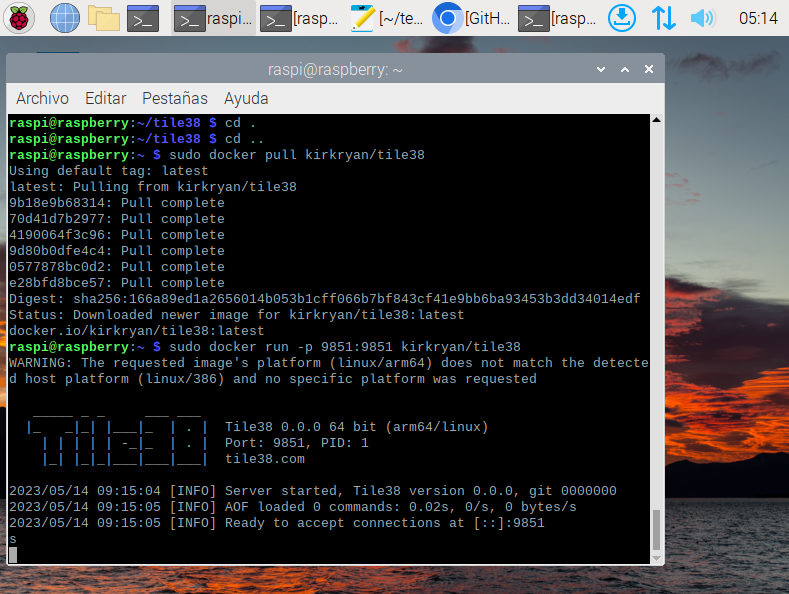 raspi... [rasp... [~/te... [GitH... [rasp... 05:14
raspi@raspberry: ~
Archivo Editar Pestañas Ayuda
raspi@raspberry:~/tile38 $ cd .
raspi@raspberry:~/tile38 $ cd ..
raspi@raspberry:~ $ sudo docker pull kirkryan/tile38
Using default tag: latest
latest: Pulling from kirkryan/tile38
9b18e9b68314: Pull complete
70d41d7b2977: Pull complete
4190064f3c96: Pull complete
9d80b0dfe4c4: Pull complete
0577878bc0d2: Pull complete
e28bfd8bce57: Pull complete
Digest: sha256:166a89ed1a2656014b053b1cff066b7bf843cf41e9bb6ba93453b3dd34014edf
Status: Downloaded newer image for kirkryan/tile38:latest
docker.io/kirkryan/tile38:latest
raspi@raspberry:~ $ sudo docker run -p 9851:9851 kirkryan/tile38
WARNING: The requested image's platform (linux/arm64) does not match the detecte
d host platform (linux/386) and no specific platform was requested
Tile38 0.0.0 64 bit (arm64/linux)
Port: 9851, PID: 1
tile38.com
2023/05/14 09:15:04 [INFO] Server started, Tile38 version 0.0.0, git 0000000
2023/05/14 09:15:05 [INFO] AOF loaded 0 commands: 0.02s, 0/s, 0 bytes/s
2023/05/14 09:15:05 [INFO] Ready to accept connections at [::]:9851
s